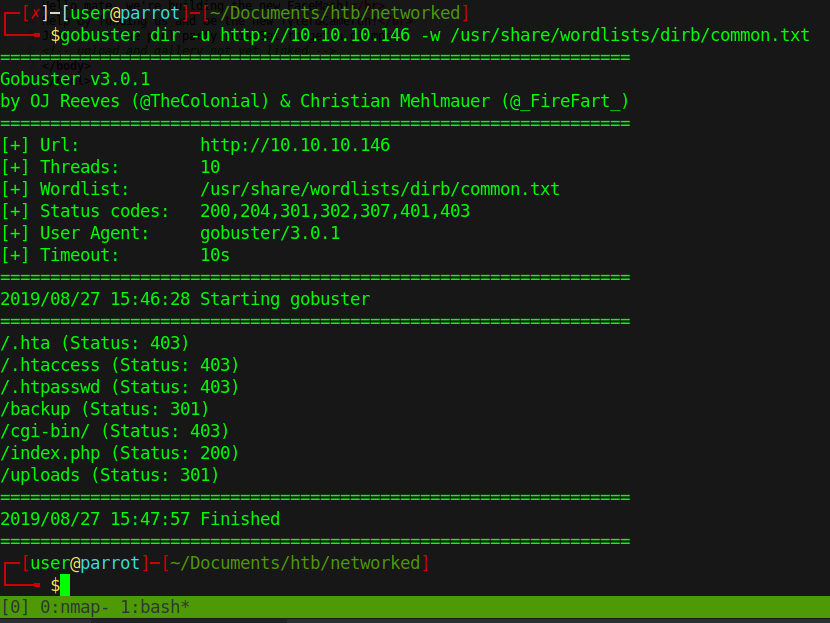 ┌─[✗]─[user@parrot]─[~/Documents/htb/networked]
└──╼ $gobuster dir -u http://10.10.10.146 -w /usr/share/wordlists/dirb/common.txt
===============================================================
Gobuster v3.0.1
by OJ Reeves (@TheColonial) & Christian Mehlmauer (@_FireFart_)
===============================================================
[+] Url:            http://10.10.10.146
[+] Threads:        10
[+] Wordlist:       /usr/share/wordlists/dirb/common.txt
[+] Status codes:   200,204,301,302,307,401,403
[+] User Agent:     gobuster/3.0.1
[+] Timeout:        10s
===============================================================
2019/08/27 15:46:28 Starting gobuster
===============================================================
/.hta (Status: 403)
/.htaccess (Status: 403)
/.htpasswd (Status: 403)
/backup (Status: 301)
/cgi-bin/ (Status: 403)
/index.php (Status: 200)
/uploads (Status: 301)
===============================================================
2019/08/27 15:47:57 Finished
===============================================================
┌─[user@parrot]─[~/Documents/htb/networked]
└──╼ $
[0] 0:nmap- 1:bash*